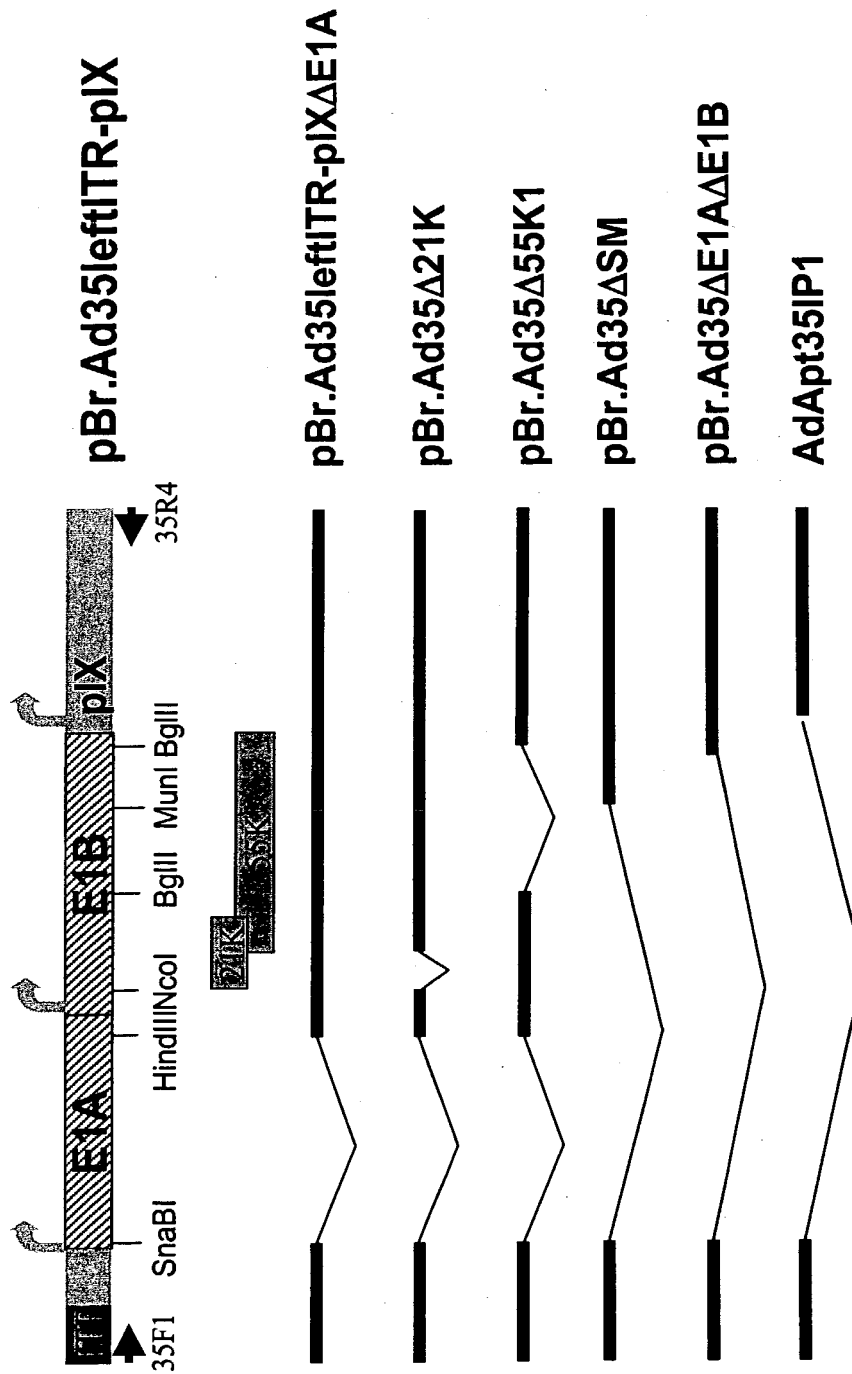 pBr.Ad35leftITR-pIX
E1A
E1B
pIX
35F1
SnaBI
HindIII
NcoI
BglII
MunI
BglII
35R4
21K
55K
pBr.Ad35leftITR-pIXΔE1A
pBr.Ad35Δ21K
pBr.Ad35Δ55K1
pBr.Ad35ΔSM
pBr.Ad35ΔE1AΔE1B
AdApt35IP1